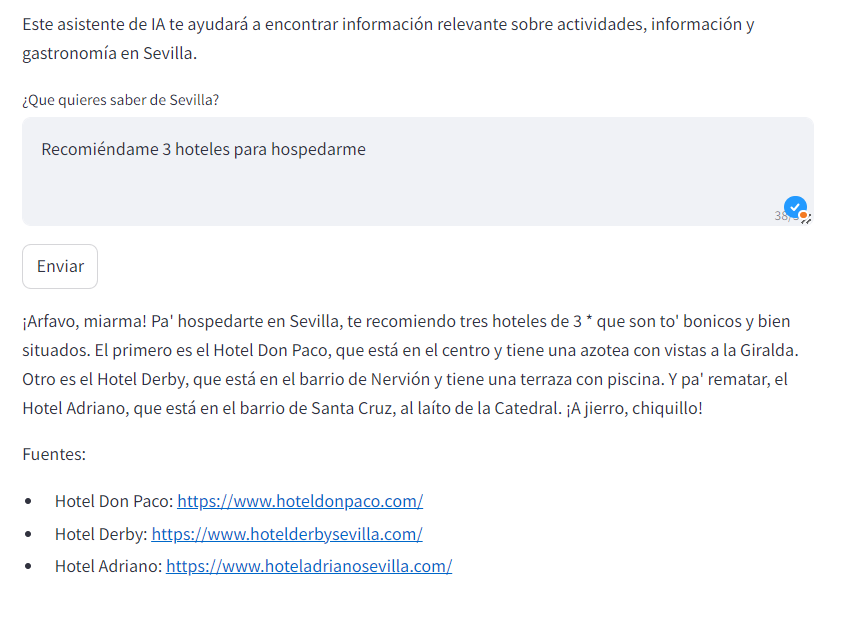 Este asistente de IA te ayudará a encontrar información relevante sobre actividades, información y
gastronomía en Sevilla.
¿Que quieres saber de Sevilla?
Recomiéndame 3 hoteles para hospedarme
Enviar
¡Arfavo, miarma! Pa' hospedarte en Sevilla, te recomiendo tres hoteles de 3 * que son to' bonicos y bien
situados. El primero es el Hotel Don Paco, que está en el centro y tiene una azotea con vistas a la Giralda.
Otro es el Hotel Derby, que está en el barrio de Nervión y tiene una terraza con piscina. Y pa' rematar, el
Hotel Adriano, que está en el barrio de Santa Cruz, al laíto de la Catedral. ¡A jierro, chiquillo!
Fuentes:
• Hotel Don Paco: https://www.hoteldonpaco.com/
• Hotel Derby: https://www.hotelderbysevilla.com/
• Hotel Adriano: https://www.hoteladrianosevilla.com/